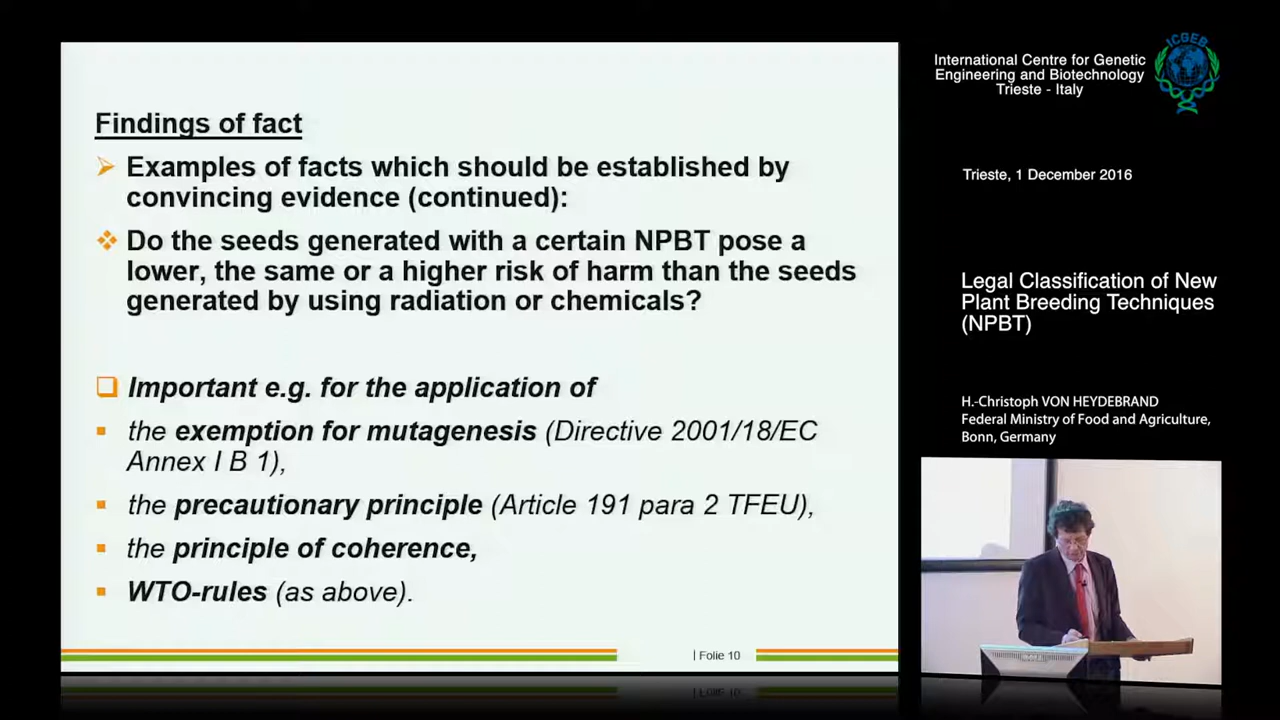 Findings of fact
➢ Examples of facts which should be established by
convincing evidence (continued):
❖ Do the seeds generated with a certain NPBT pose a
lower, the same or a higher risk of harm than the seeds
generated by using radiation or chemicals?
❑ Important e.g. for the application of
▪ the exemption for mutagenesis (Directive 2001/18/EC
Annex I B 1),
▪ the precautionary principle (Article 191 para 2 TFEU),
▪ the principle of coherence,
▪ WTO-rules (as above).
| Folie 10
International Centre for Genetic
Engineering and Biotechnology
Trieste - Italy
ICGEB
Trieste, 1 December 2016
Legal Classification of New
Plant Breeding Techniques
(NPBT)
H.-Christoph VON HEYDEBRAND
Federal Ministry of Food and Agriculture,
Bonn, Germany